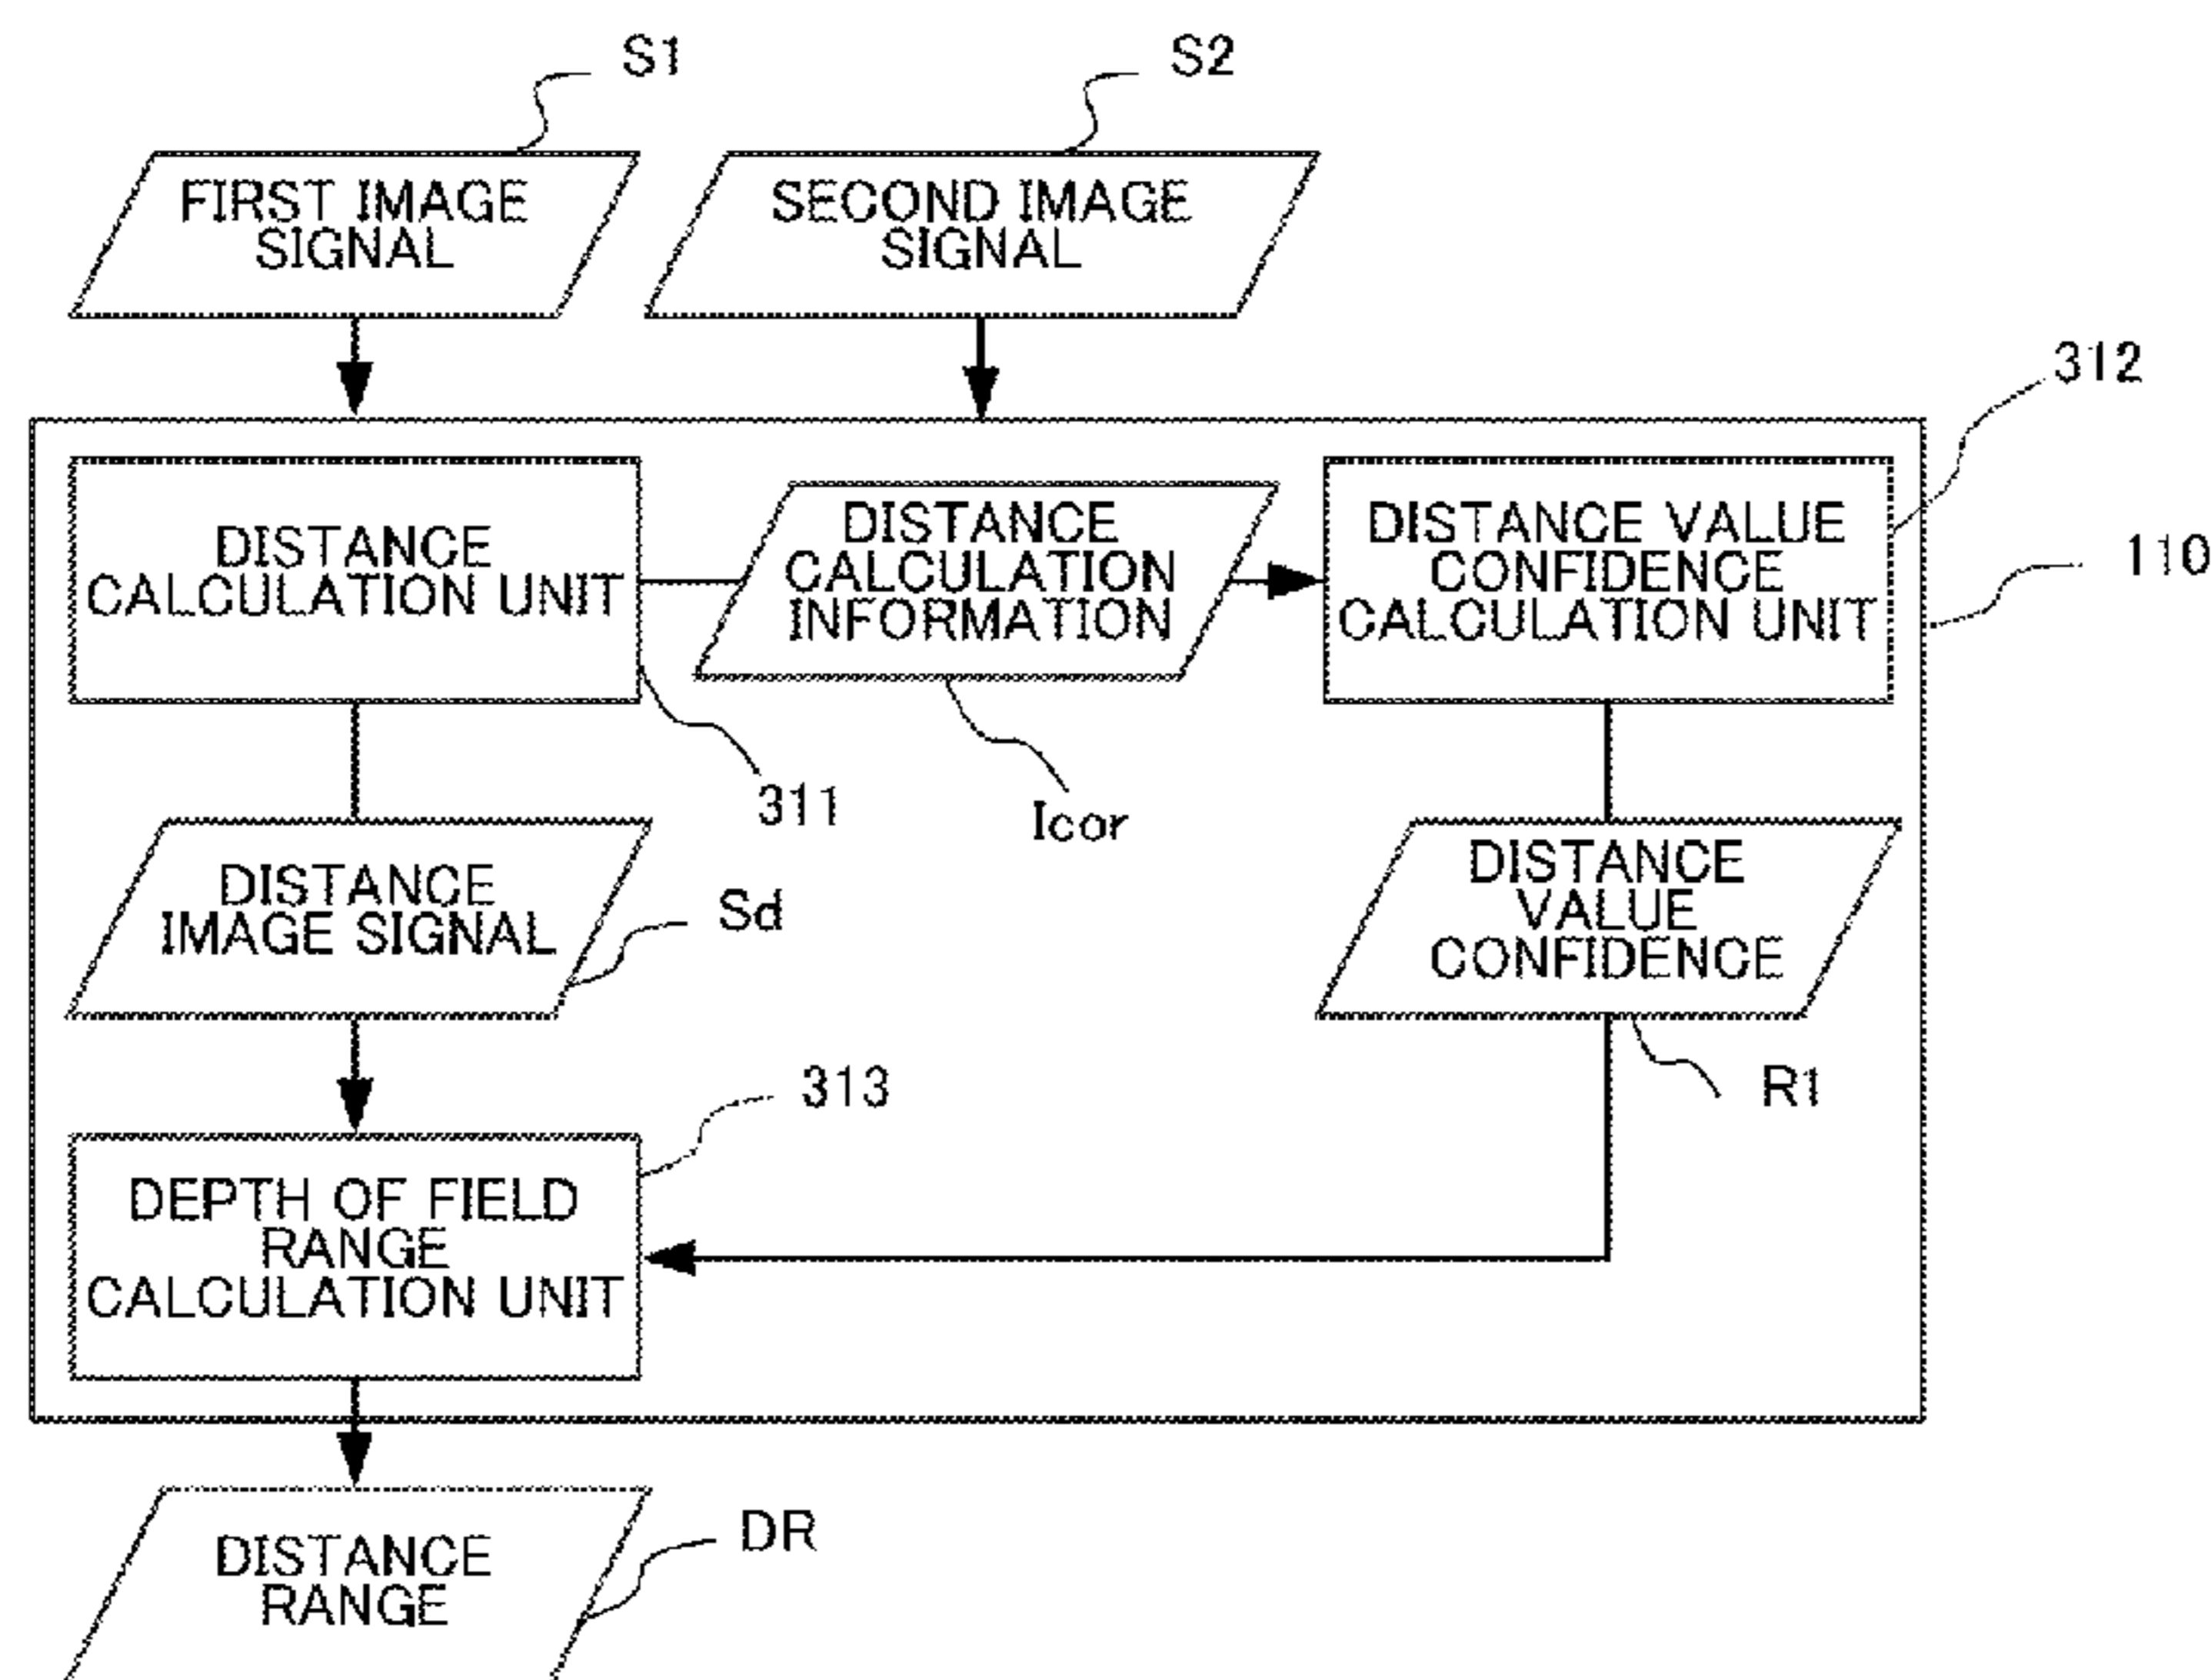 S1
S2
FIRST IMAGE
SIGNAL
SECOND IMAGE
SIGNAL
312
110
DISTANCE
CALCULATION UNIT
DISTANCE
CALCULATION
INFORMATION
DISTANCE VALUE
CONFIDENCE
CALCULATION UNIT
311
Icor
DISTANCE
IMAGE SIGNAL
Sd
DISTANCE
VALUE
CONFIDENCE
R1
313
DEPTH OF FIELD
RANGE
CALCULATION UNIT
DISTANCE
RANGE
DR